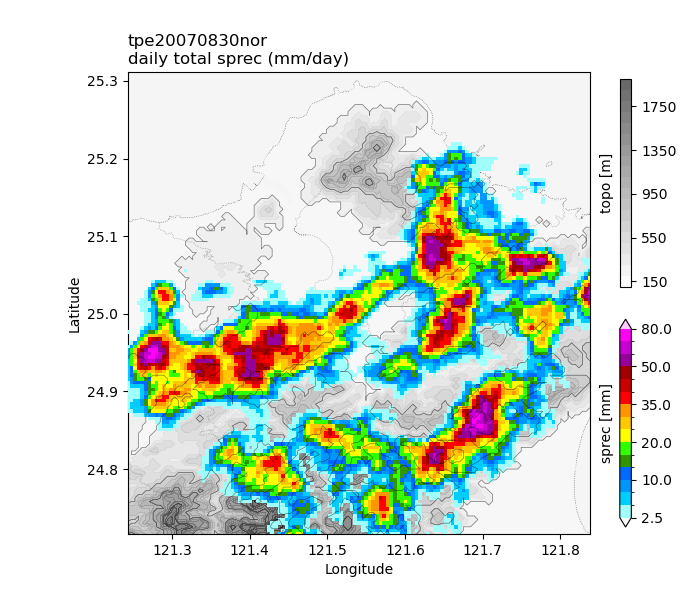 tpe20070830nor
daily total sprec (mm/day)
25.3
25.2
25.1
25.0
24.9
24.8
Latitude
121.3 121.4 121.5 121.6 121.7 121.8
Longitude
1750
1350
950
550
150
topo [m]
80.0
50.0
35.0
20.0
10.0
2.5
sprec [mm]